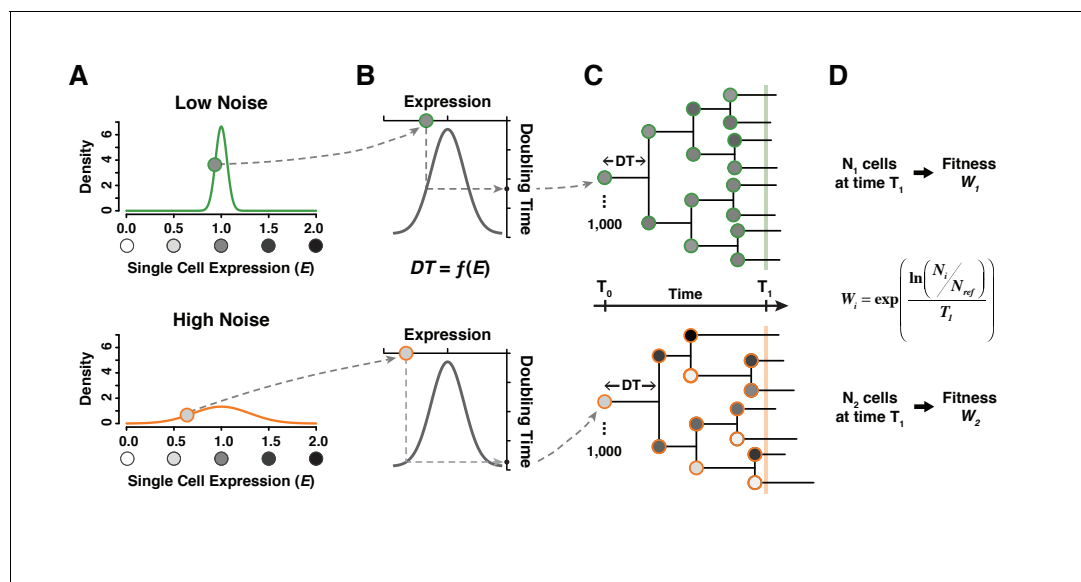 A
B
C
D
Low Noise
Density
6
4
2
0
0.0 0.5 1.0 1.5 2.0
Single Cell Expression (E)
Expression
Doubling Time
DT = f(E)
DT
1,000
N1 cells
at time T1
Fitness
W1
T0
Time
T1
Wi = exp(ln(Ni/Nref)/T1)
High Noise
Density
6
4
2
0
0.0 0.5 1.0 1.5 2.0
Single Cell Expression (E)
Expression
Doubling Time
DT
1,000
N2 cells
at time T1
Fitness
W2